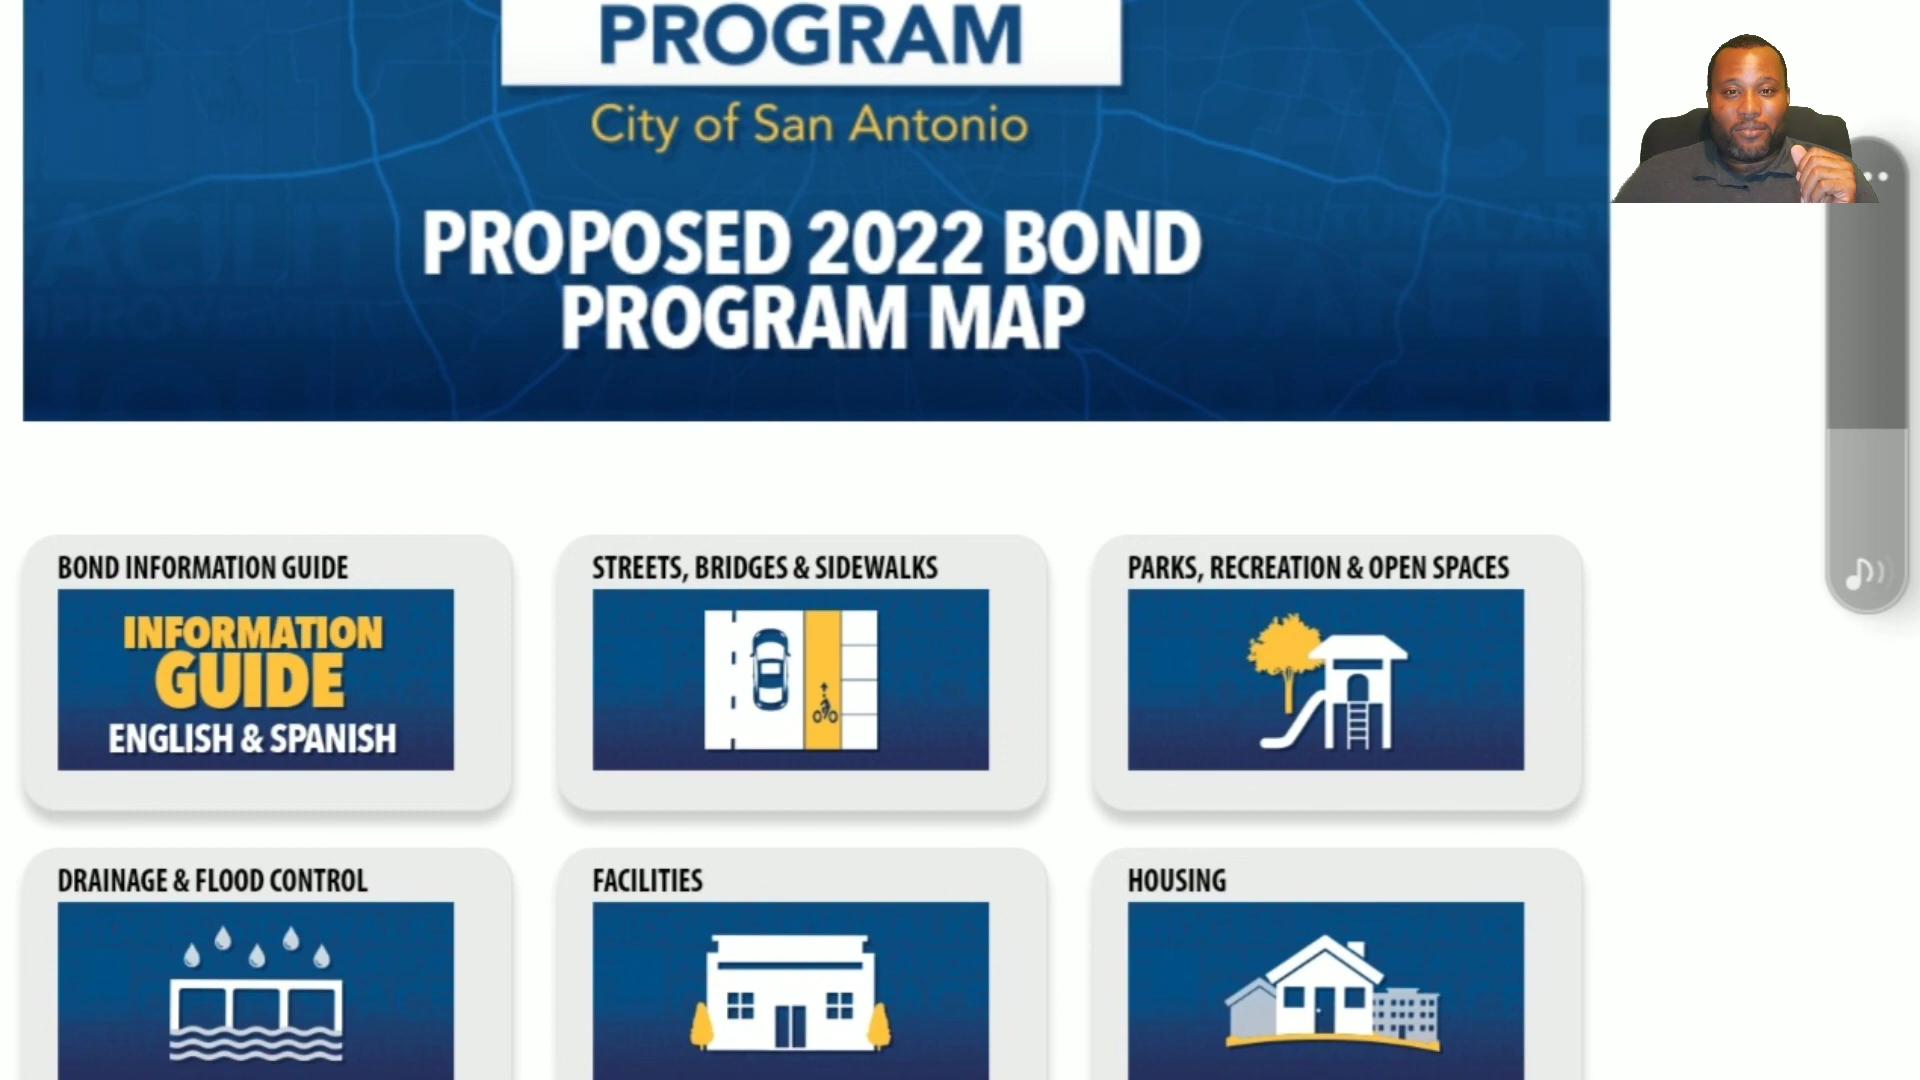 PROGRAM
City of San Antonio
PROPOSED 2022 BOND
PROGRAM MAP
BOND INFORMATION GUIDE
INFORMATION
GUIDE
ENGLISH & SPANISH
STREETS, BRIDGES & SIDEWALKS
PARKS, RECREATION & OPEN SPACES
DRAINAGE & FLOOD CONTROL
FACILITIES
HOUSING